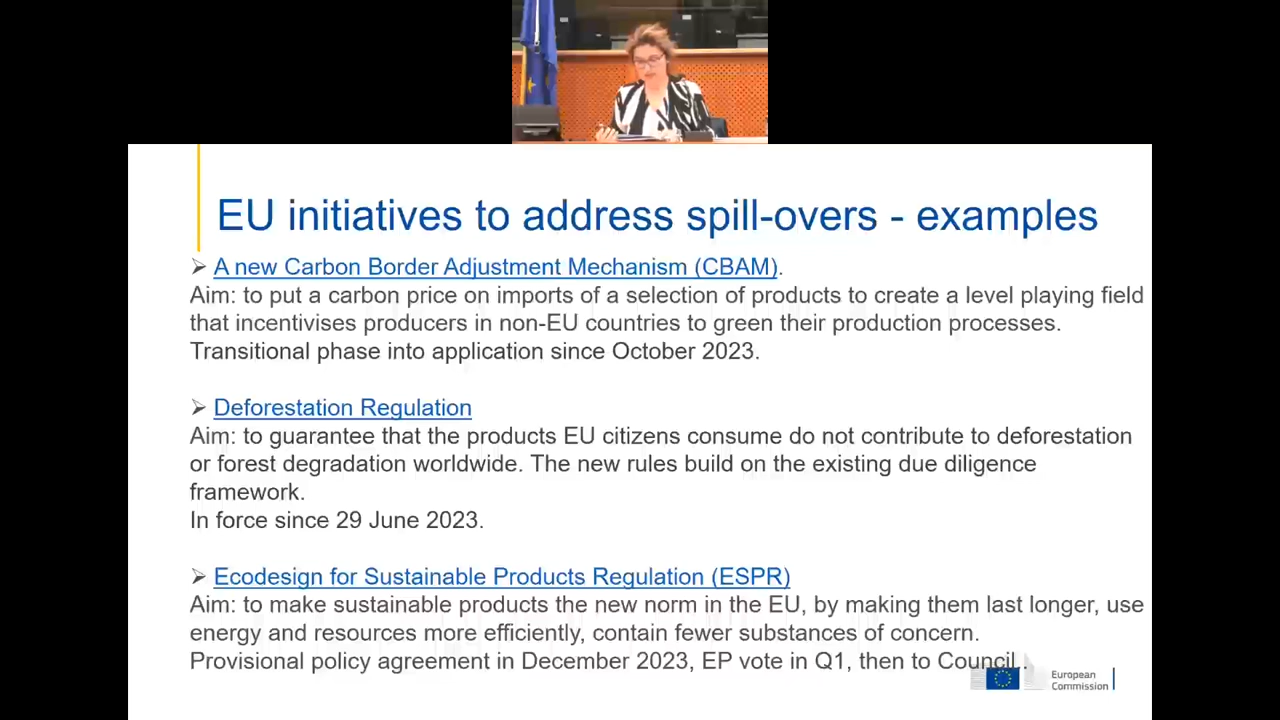 EU initiatives to address spill-overs - examples
➢ A new Carbon Border Adjustment Mechanism (CBAM).
Aim: to put a carbon price on imports of a selection of products to create a level playing field
that incentivises producers in non-EU countries to green their production processes.
Transitional phase into application since October 2023.
➢ Deforestation Regulation
Aim: to guarantee that the products EU citizens consume do not contribute to deforestation
or forest degradation worldwide. The new rules build on the existing due diligence
framework.
In force since 29 June 2023.
➢ Ecodesign for Sustainable Products Regulation (ESPR)
Aim: to make sustainable products the new norm in the EU, by making them last longer, use
energy and resources more efficiently, contain fewer substances of concern.
Provisional policy agreement in December 2023, EP vote in Q1, then to Council .
European
Commission